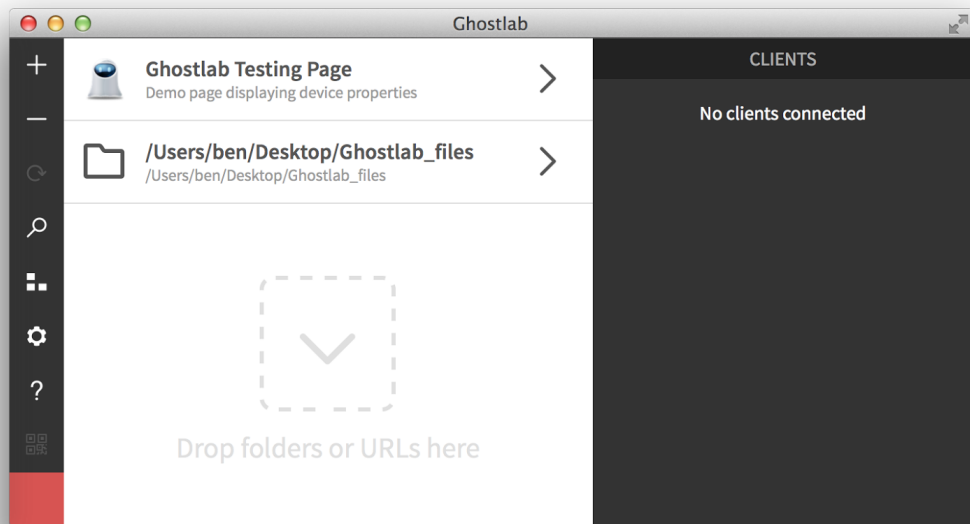 Ghostlab
Ghostlab Testing Page
Demo page displaying device properties
/Users/ben/Desktop/Ghostlab_files
/Users/ben/Desktop/Ghostlab_files
Drop folders or URLs here
CLIENTS
No clients connected